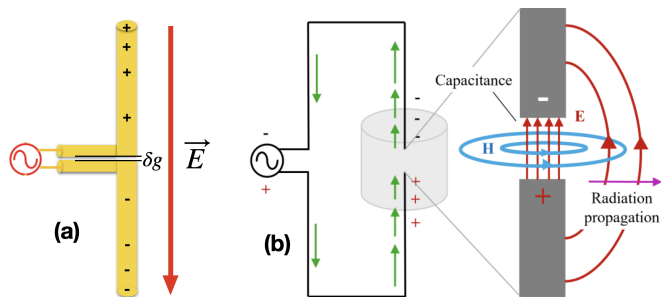 +
+
+
+
δg
-
-
-
-
E
(a)
-
+
-
-
-
+
+
+
(b)
Capacitance
-
E
H
+
Radiation
propagation